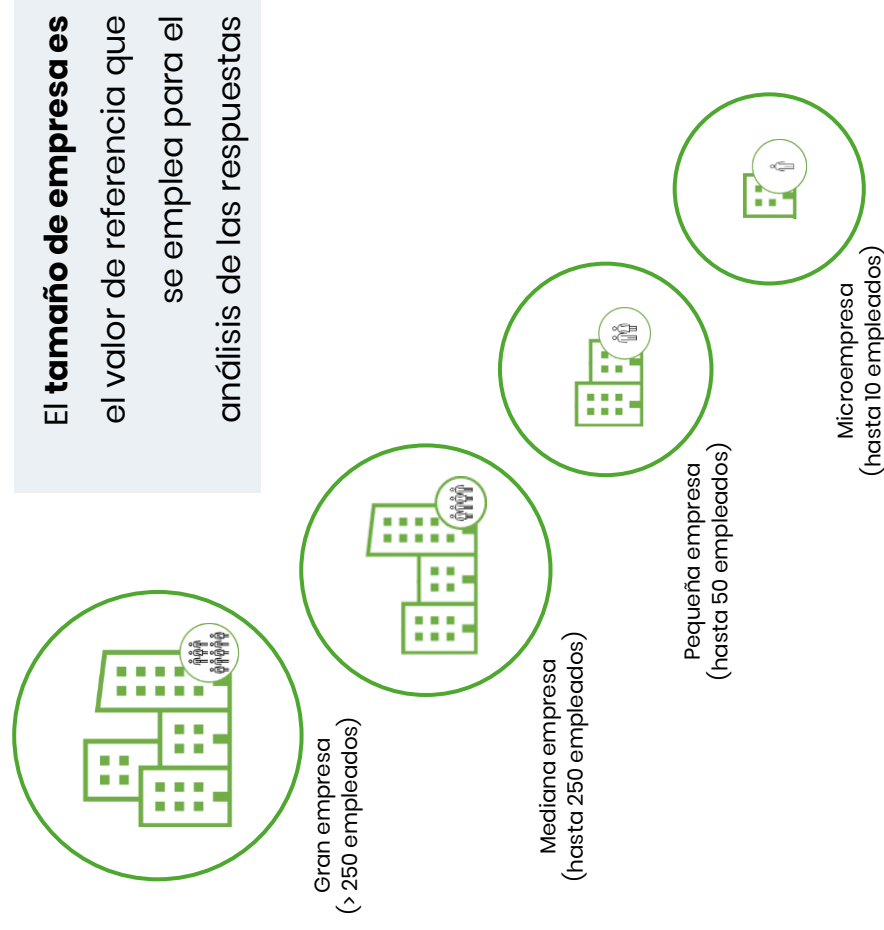 El tamaño de empresa es
el valor de referencia que
se emplea para el
análisis de las respuestas
Gran empresa
(> 250 empleados)
Mediana empresa
(hasta 250 empleados)
Pequeña empresa
(hasta 50 empleados)
Microempresa
(hasta 10 empleados)